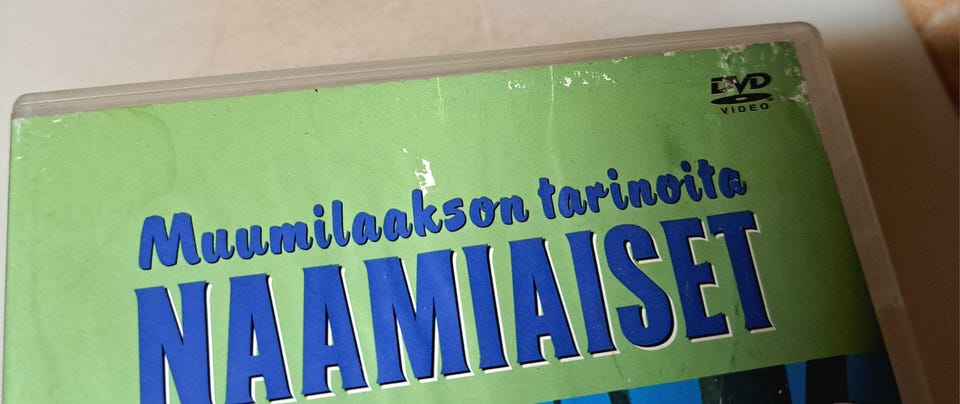 DVD
VIDEO
Muumilaakson tarinoita
NAAMIAISET